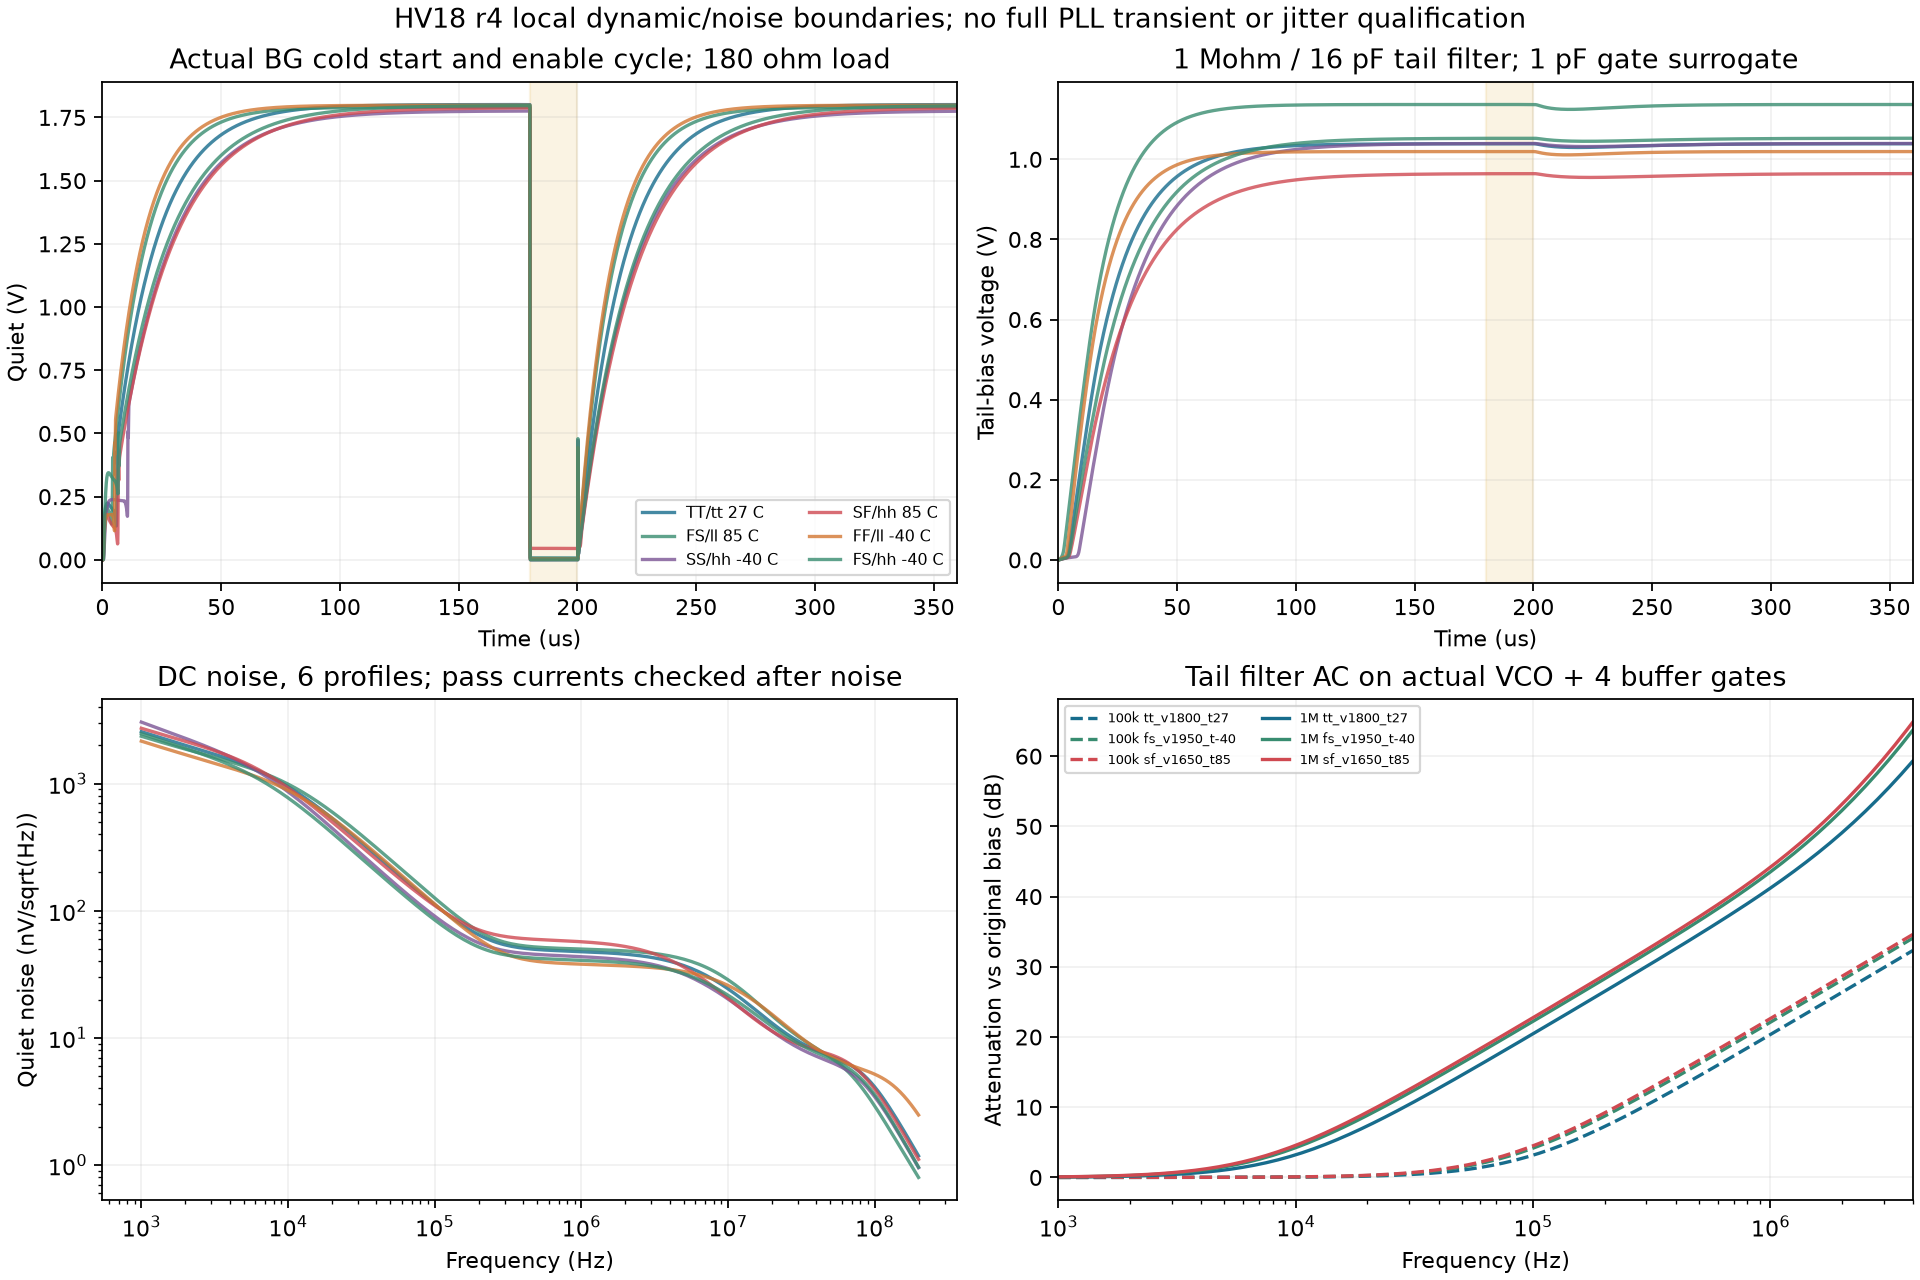 HV18 r4 local dynamic/noise boundaries; no full PLL transient or jitter qualification
Actual BG cold start and enable cycle; 180 ohm load
Quiet (V)
1.75
1.50
1.25
1.00
0.75
0.50
0.25
0.00
TT/tt 27 C
FS/ll 85 C
SS/hh -40 C
SF/hh 85 C
FF/ll -40 C
FS/hh -40 C
0 50 100 150 200 250 300 350
Time (us)
1 Mohm / 16 pF tail filter; 1 pF gate surrogate
Tail-bias voltage (V)
1.0
0.8
0.6
0.4
0.2
0.0
0 50 100 150 200 250 300 350
Time (us)
DC noise, 6 profiles; pass currents checked after noise
Quiet noise (nV/sqrt(Hz))
10³
10²
10¹
10⁰
10³ 10⁴ 10⁵ 10⁶ 10⁷ 10⁸
Frequency (Hz)
Tail filter AC on actual VCO + 4 buffer gates
Attenuation vs original bias (dB)
60
50
40
30
20
10
0
100k tt_v1800_t27
100k fs_v1950_t-40
100k sf_v1650_t85
1M tt_v1800_t27
1M fs_v1950_t-40
1M sf_v1650_t85
10³ 10⁴ 10⁵ 10⁶
Frequency (Hz)